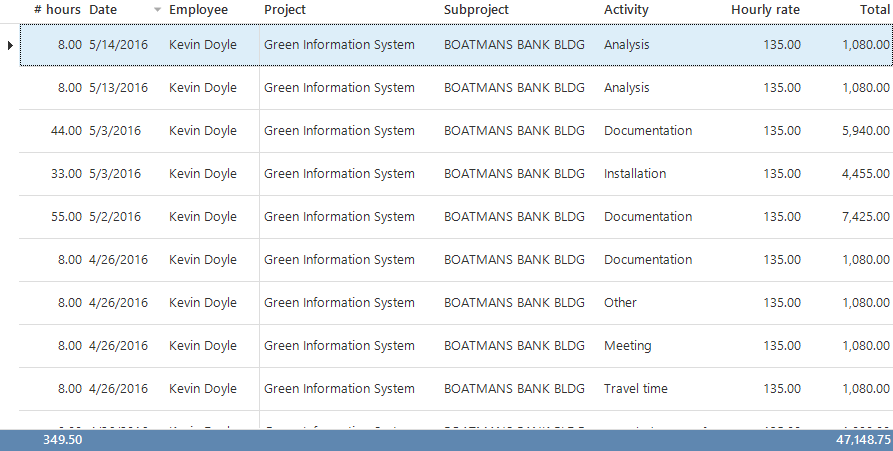 # hours Date Employee Project Subproject Activity Hourly rate Total
8.00 5/14/2016 Kevin Doyle Green Information System BOATMANS BANK BLDG Analysis 135.00 1,080.00
8.00 5/13/2016 Kevin Doyle Green Information System BOATMANS BANK BLDG Analysis 135.00 1,080.00
44.00 5/3/2016 Kevin Doyle Green Information System BOATMANS BANK BLDG Documentation 135.00 5,940.00
33.00 5/3/2016 Kevin Doyle Green Information System BOATMANS BANK BLDG Installation 135.00 4,455.00
55.00 5/2/2016 Kevin Doyle Green Information System BOATMANS BANK BLDG Documentation 135.00 7,425.00
8.00 4/26/2016 Kevin Doyle Green Information System BOATMANS BANK BLDG Documentation 135.00 1,080.00
8.00 4/26/2016 Kevin Doyle Green Information System BOATMANS BANK BLDG Other 135.00 1,080.00
8.00 4/26/2016 Kevin Doyle Green Information System BOATMANS BANK BLDG Meeting 135.00 1,080.00
8.00 4/26/2016 Kevin Doyle Green Information System BOATMANS BANK BLDG Travel time 135.00 1,080.00
349.50 47,148.75